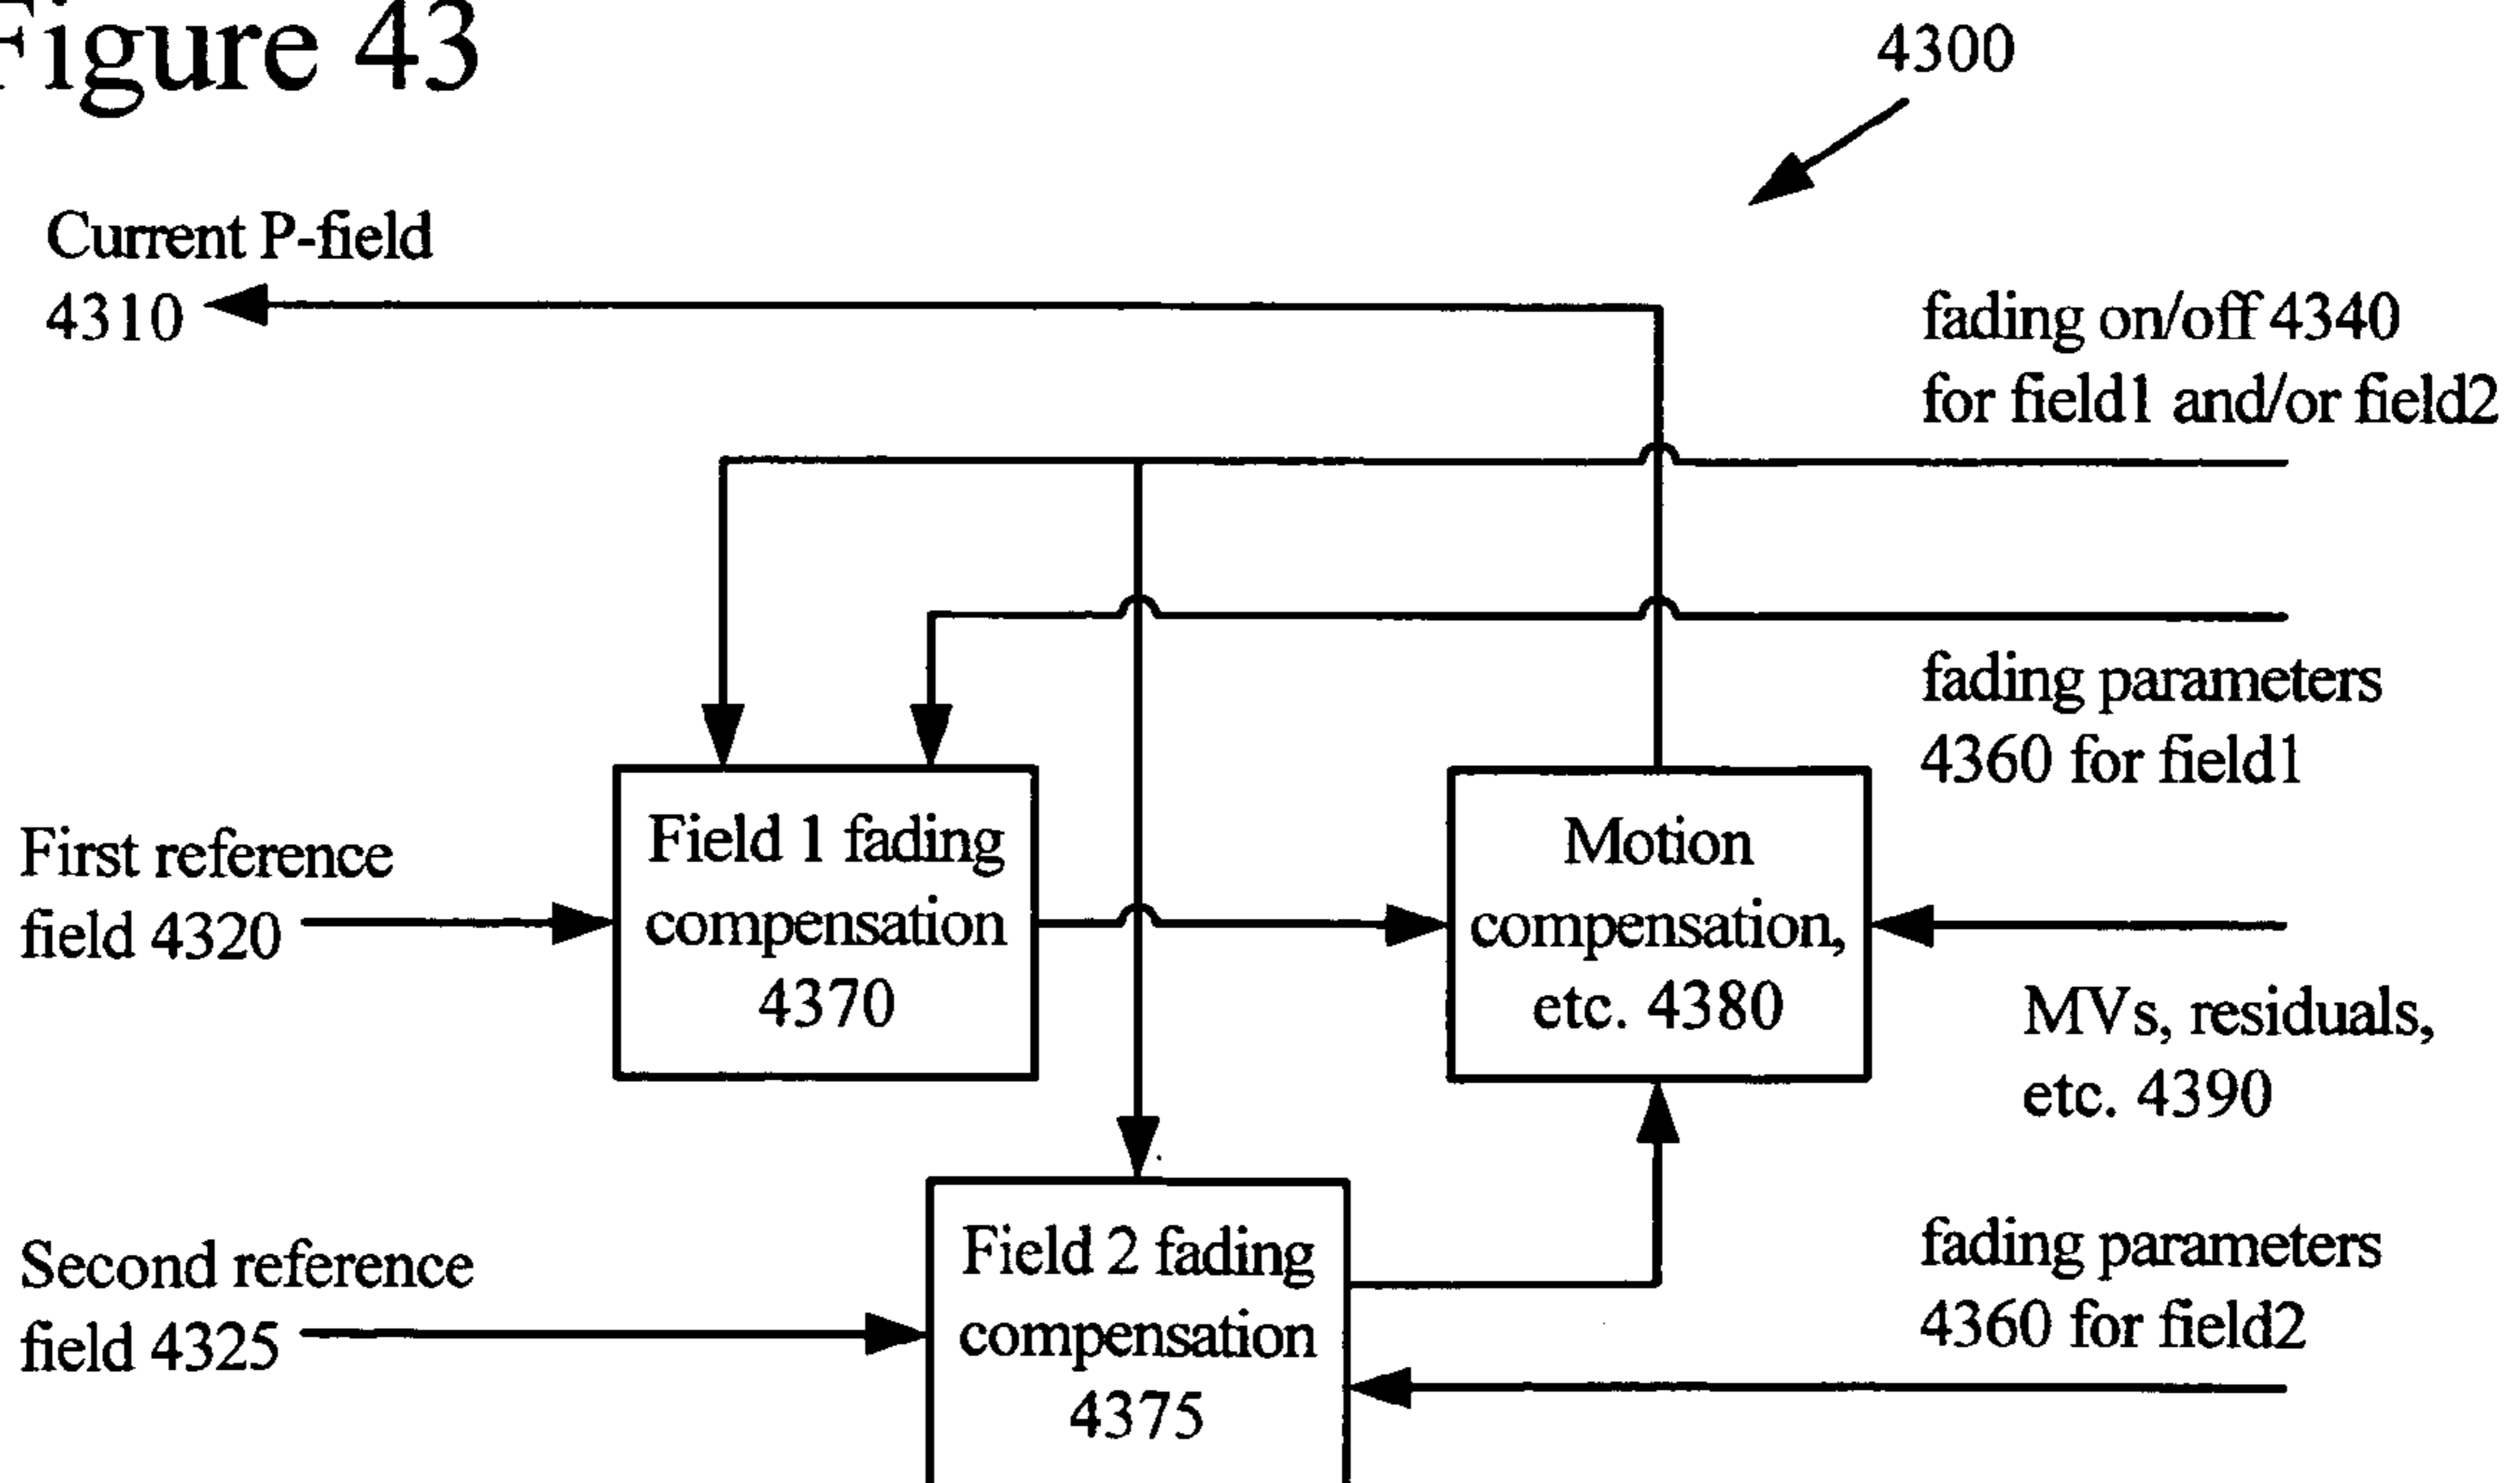 Figure 43
4300
Current P-field
4310
fading on/off 4340
for field1 and/or field2
fading parameters
4360 for field1
Field 1 fading
compensation
4370
Motion
compensation,
etc. 4380
First reference
field 4320
MVs, residuals,
etc. 4390
Second reference
field 4325
Field 2 fading
compensation
4375
fading parameters
4360 for field2